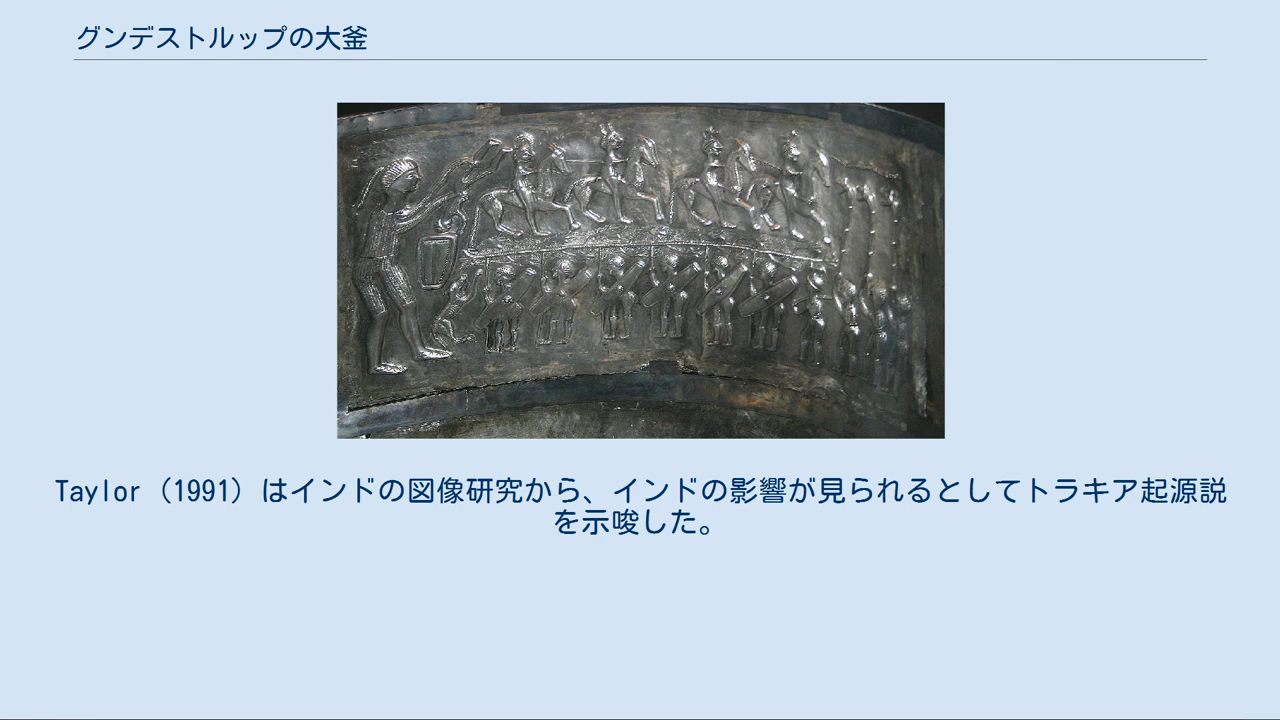 グンデストルップの大釜
Taylor（1991）はインドの図像研究から、インドの影響が見られるとしてトラキア起源説
を示唆した。